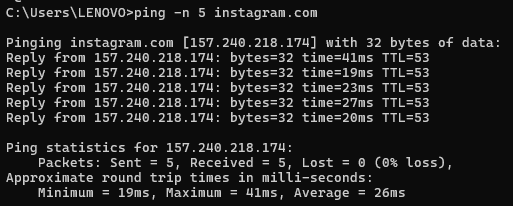 C:\Users\LENOVO>ping -n 5 instagram.com
Pinging instagram.com [157.240.218.174] with 32 bytes of data:
Reply from 157.240.218.174: bytes=32 time=41ms TTL=53
Reply from 157.240.218.174: bytes=32 time=19ms TTL=53
Reply from 157.240.218.174: bytes=32 time=23ms TTL=53
Reply from 157.240.218.174: bytes=32 time=27ms TTL=53
Reply from 157.240.218.174: bytes=32 time=20ms TTL=53
Ping statistics for 157.240.218.174:
    Packets: Sent = 5, Received = 5, Lost = 0 (0% loss),
Approximate round trip times in milli-seconds:
    Minimum = 19ms, Maximum = 41ms, Average = 26ms